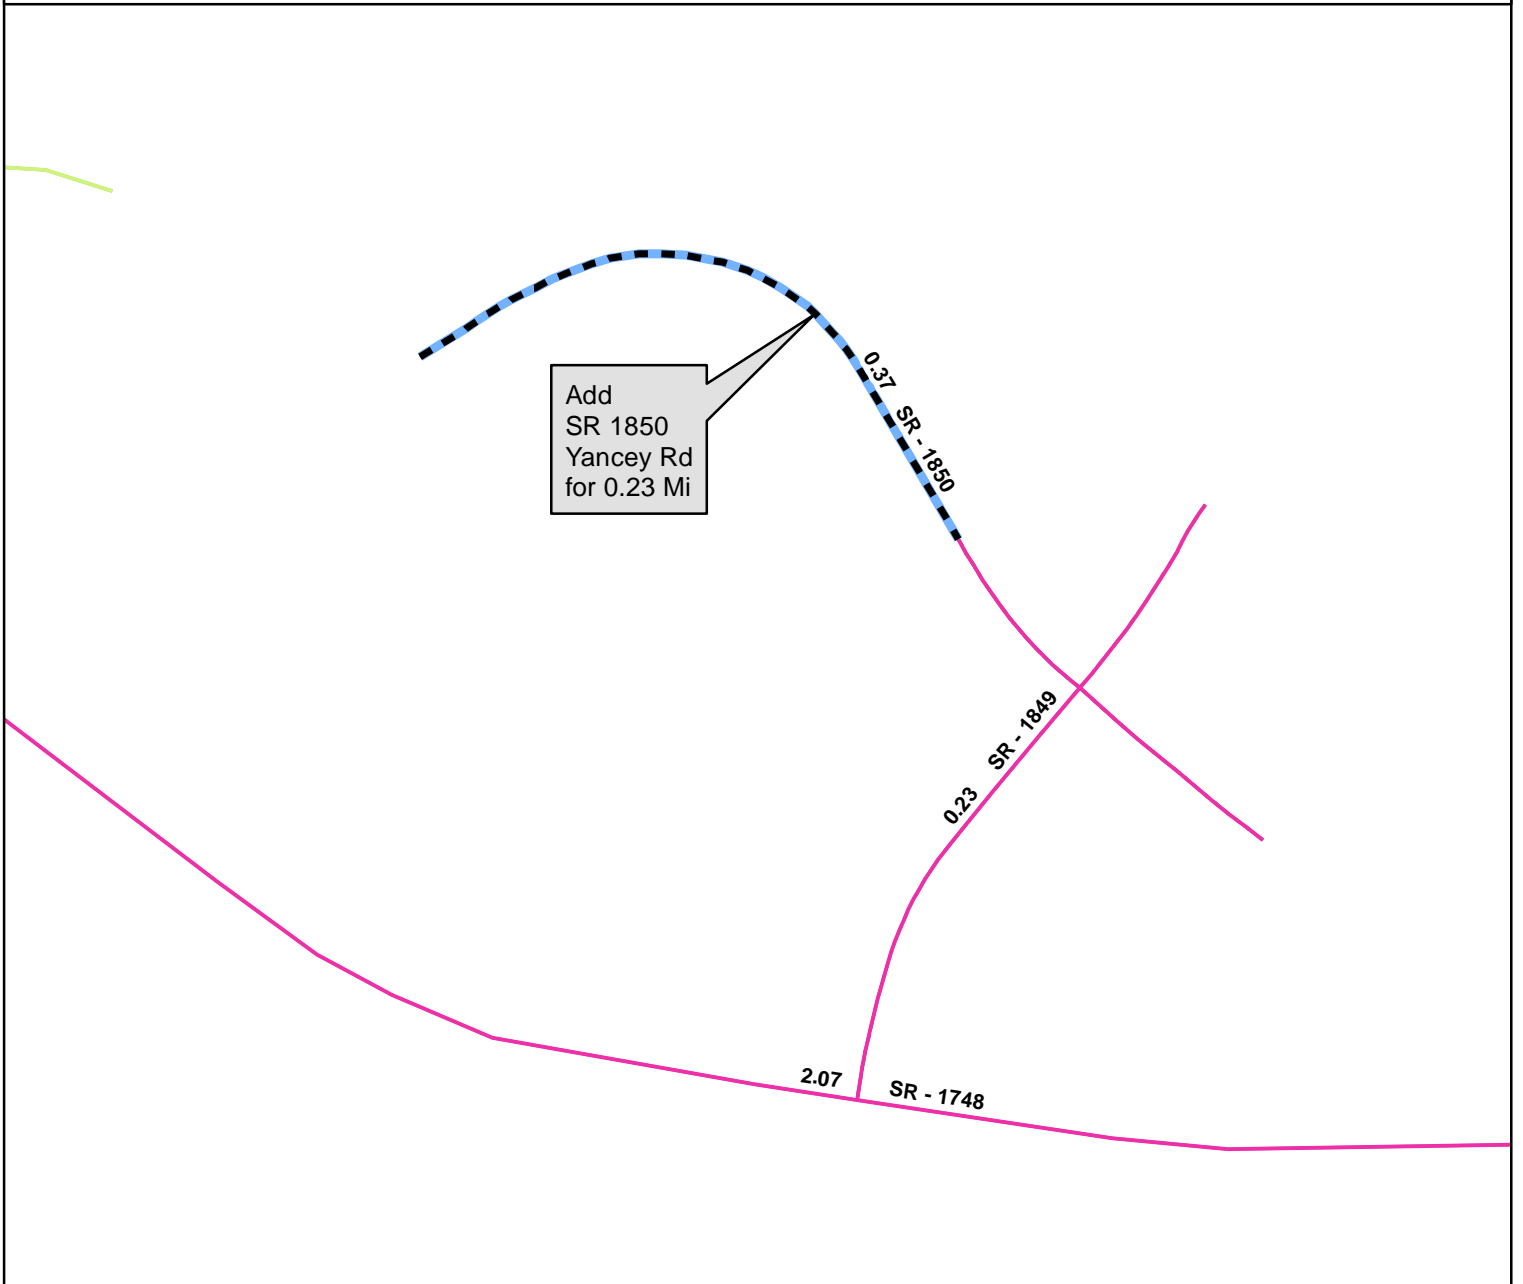 0.37 SR - 1850
Add
SR 1850
Yancey Rd
for 0.23 Mi
0.23 SR - 1849
2.07 SR - 1748